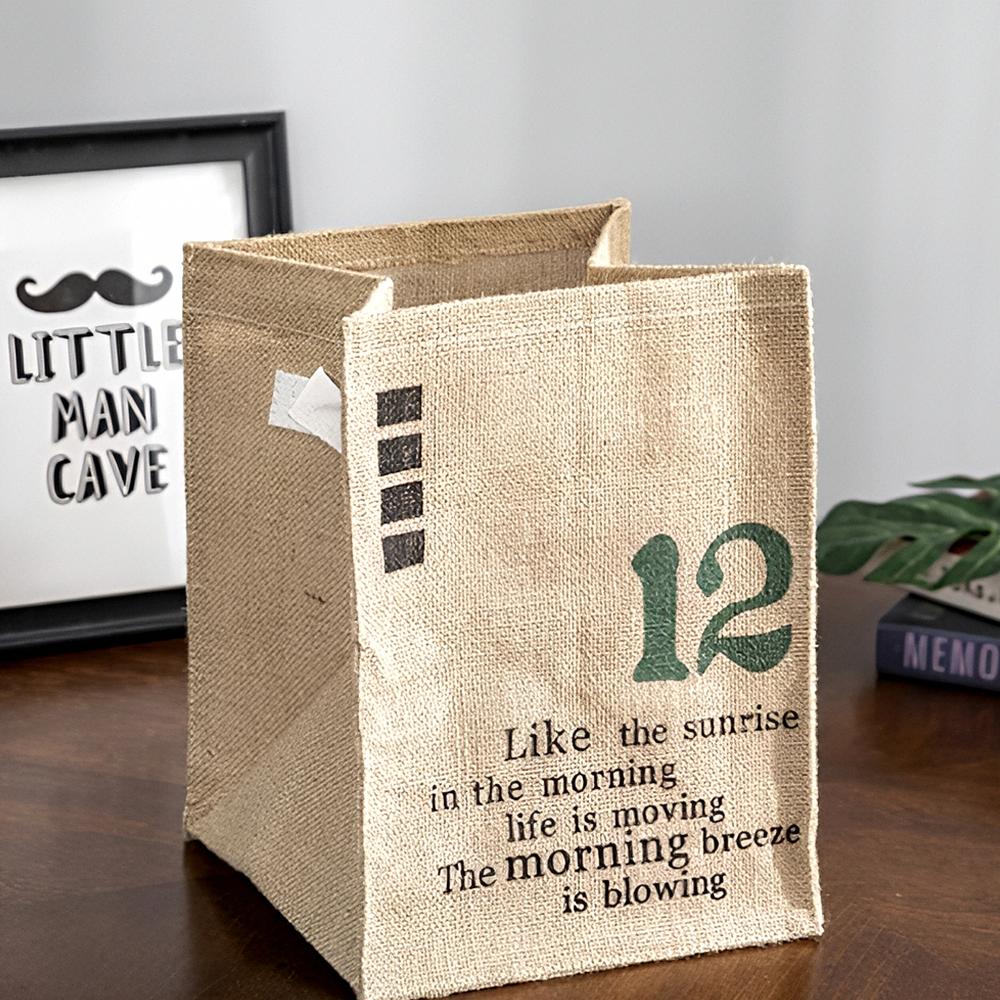 LITTLE
MAN
CAVE
12
Like the sunrise
in the morning
life is moving
The morning breeze
is blowing
MEMO